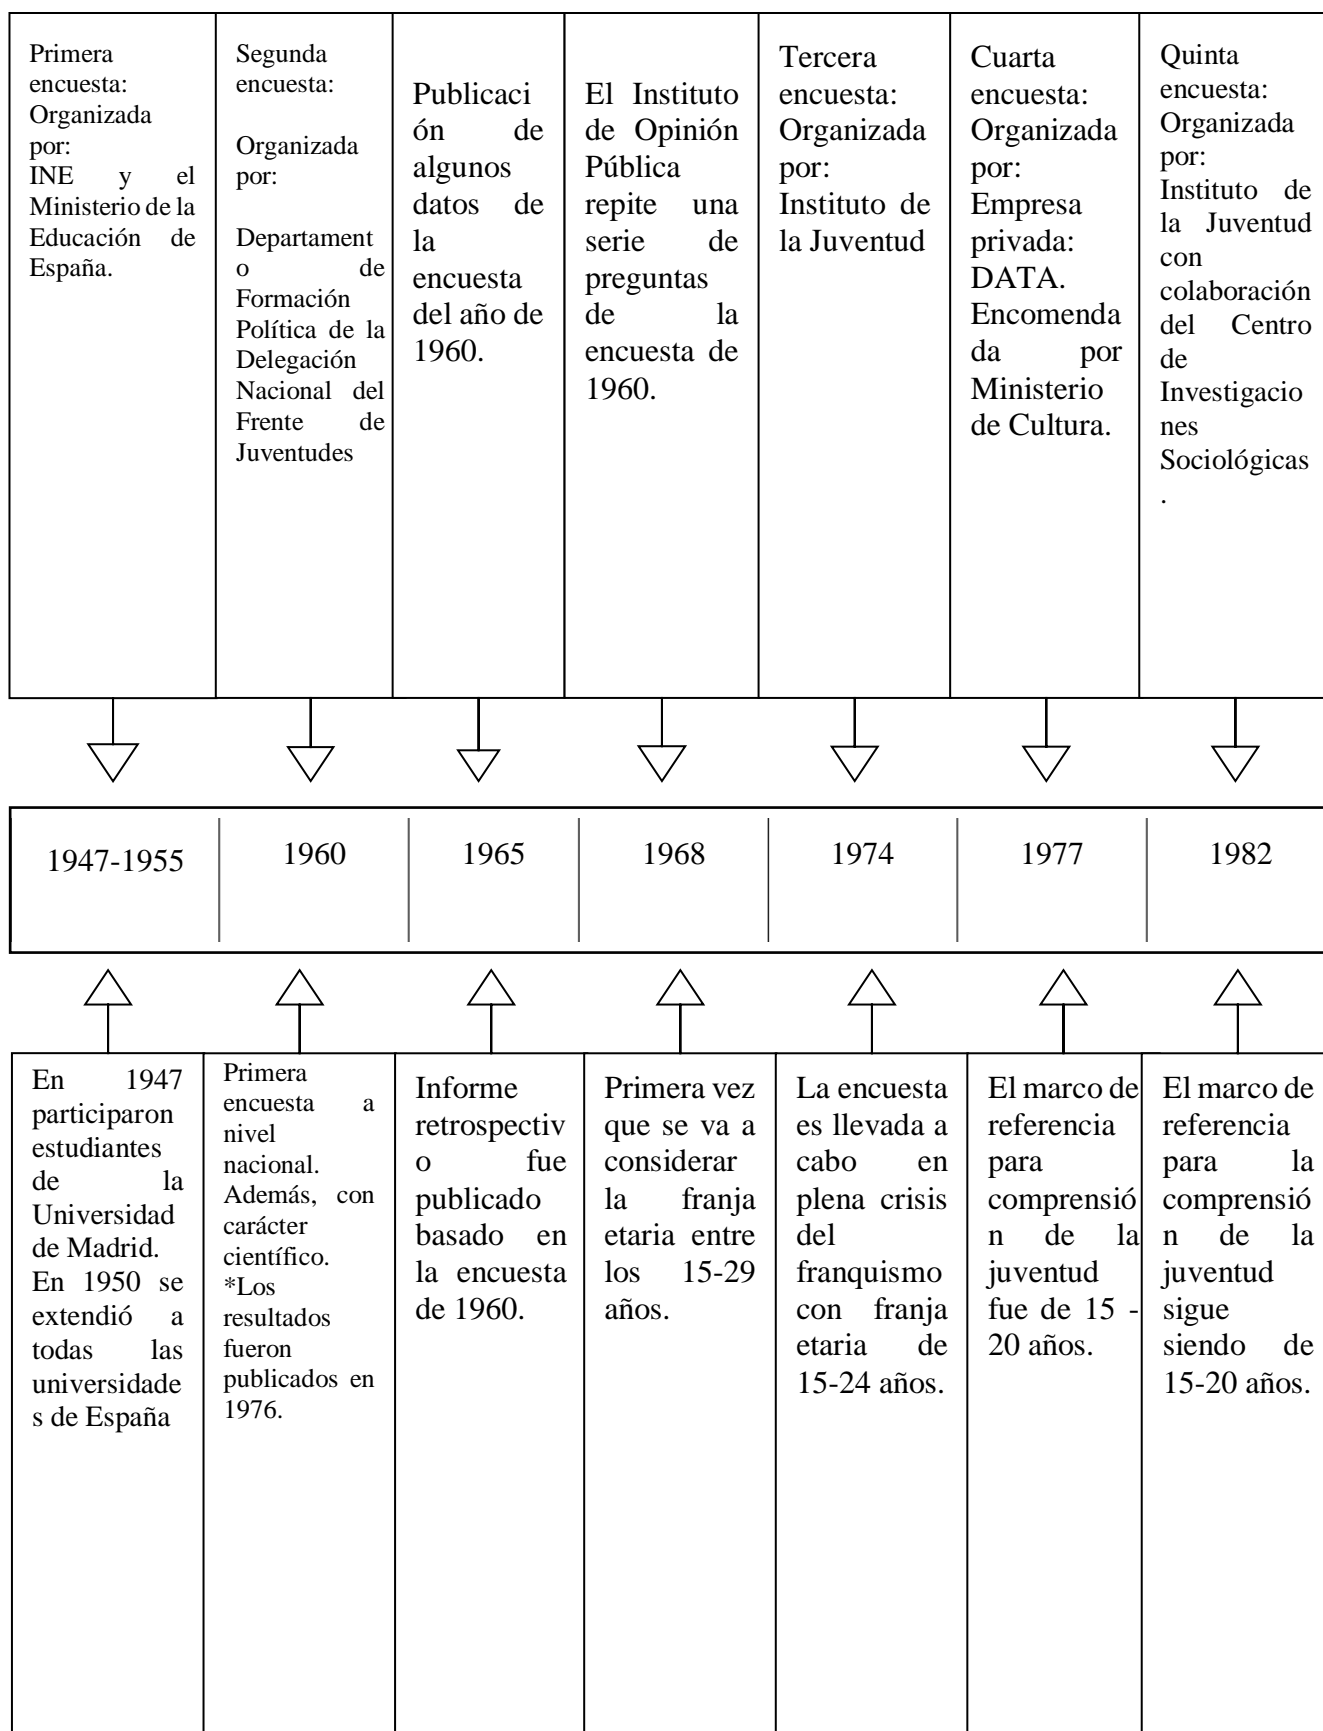 Primera
encuesta:
Organizada
por:
INE y el
Ministerio de la
Educación de
España.
Segunda
encuesta:
Organizada
por:
Departament
o de
Formación
Política de la
Delegación
Nacional del
Frente de
Juventudes
Publicaci
ón de
algunos
datos de
la
encuesta
del año de
1960.
El Instituto
de Opinión
Pública
repite una
serie de
preguntas
de la
encuesta de
1960.
Tercera
encuesta:
Organizada
por:
Instituto de
la Juventud
Cuarta
encuesta:
Organizada
por:
Empresa
privada:
DATA.
Encomenda
da por
Ministerio
de Cultura.
Quinta
encuesta:
Organizada
por:
Instituto de
la Juventud
con
colaboración
del Centro
de
Investigacio
nes
Sociológicas
.
1947-1955
1960
1965
1968
1974
1977
1982
En 1947
participaron
estudiantes
de la
Universidad
de Madrid.
En 1950 se
extendió a
todas las
universidade
s de España
Primera
encuesta a
nivel
nacional.
Además, con
carácter
científico.
*Los
resultados
fueron
publicados en
1976.
Informe
retrospectiv
o fue
publicado
basado en
la encuesta
de 1960.
Primera vez
que se va a
considerar
la franja
etaria entre
los 15-29
años.
La encuesta
es llevada a
cabo en
plena crisis
del
franquismo
con franja
etaria de
15-24 años.
El marco de
referencia
para
comprensió
n de la
juventud
fue de 15 -
20 años.
El marco de
referencia
para la
comprensió
n de la
juventud
sigue
siendo de
15-20 años.